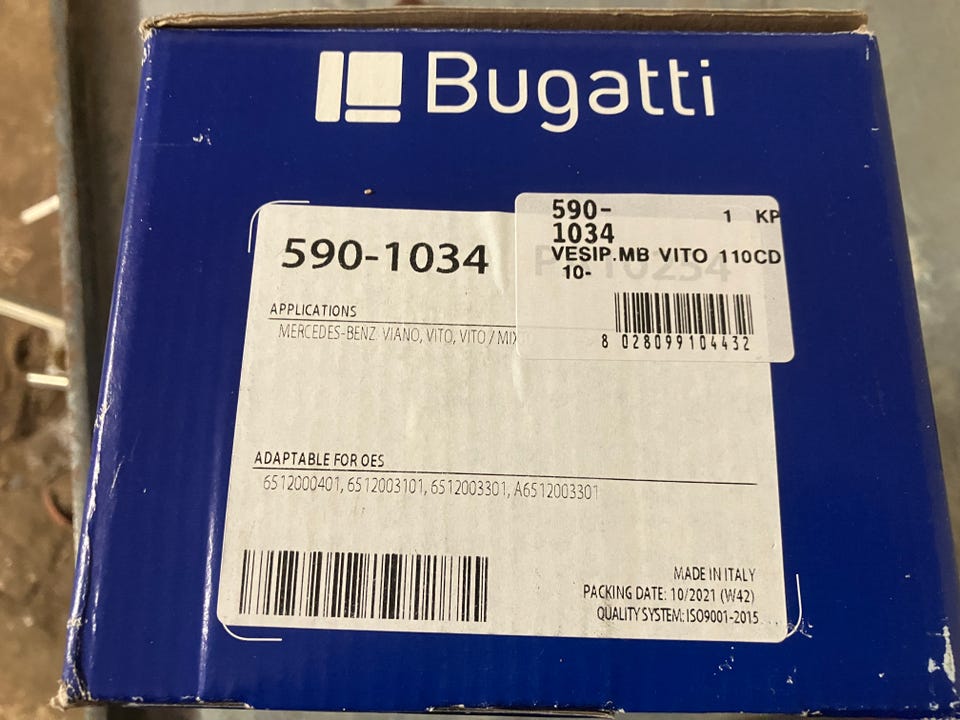 Bugatti
590-1034
590-
1034
1 KP
VESIP.MB VITO 110CD
10-
8 028099104432
APPLICATIONS
MERCEDES-BENZ: VIANO, VITO, VITO / MIX
ADAPTABLE FOR OES
6512000401, 6512003101, 6512003301, A6512003301
MADE IN ITALY
PACKING DATE: 10/2021 (W42)
QUALITY SYSTEM: ISO9001-2015